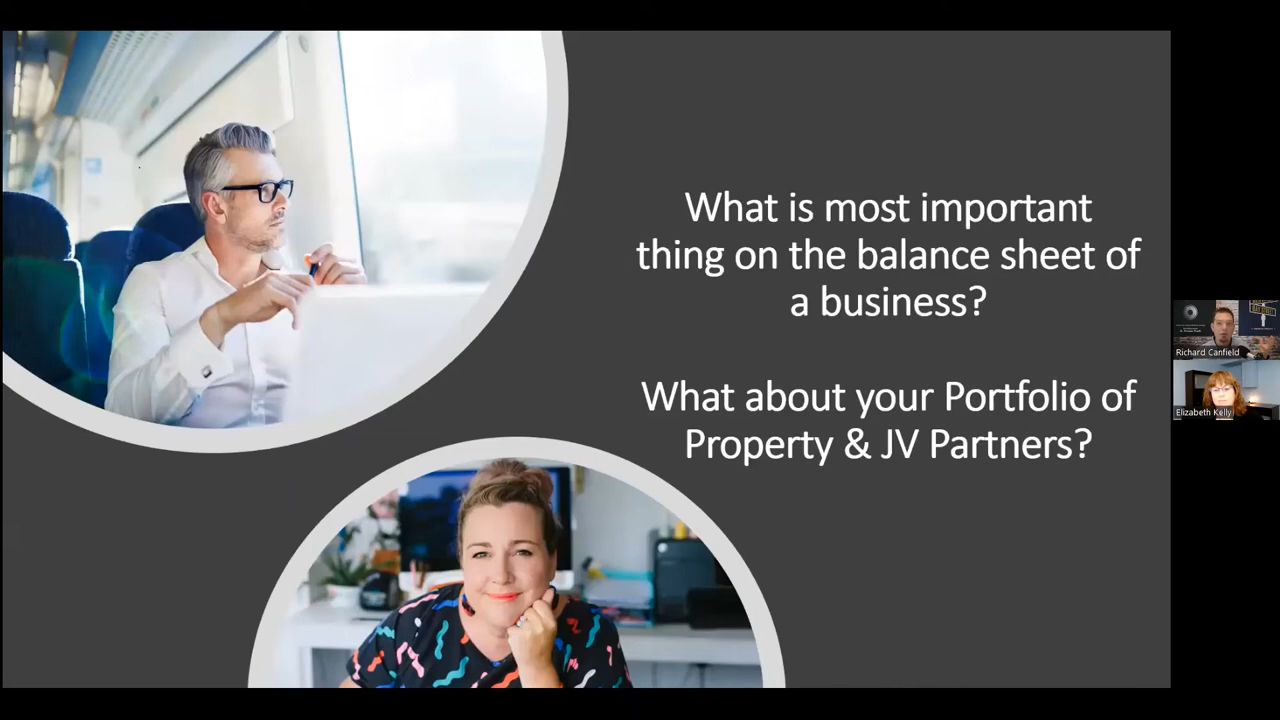 What is most important
thing on the balance sheet of
a business?
What about your Portfolio of
Property & JV Partners?
Richard Canfield
Elizabeth Kelly